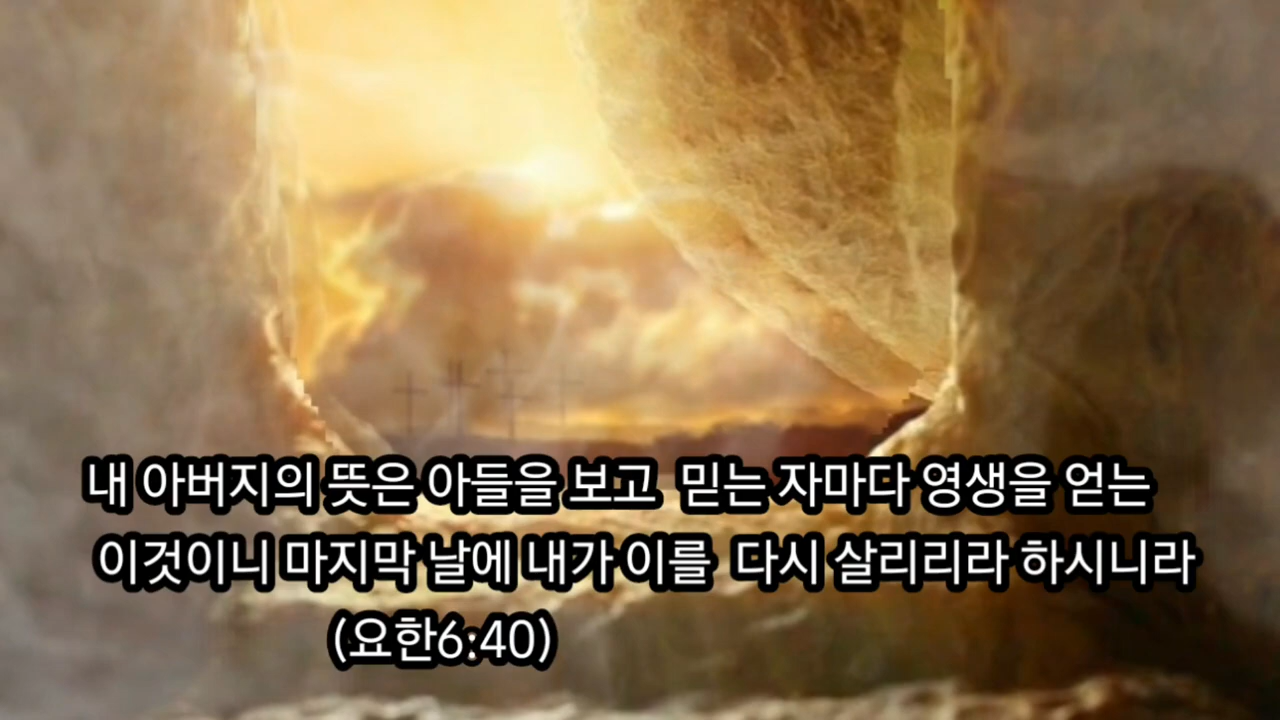 내 아버지의 뜻은 아들을 보고 믿는 자마다 영생을 얻는
이것이니 마지막 날에 내가 이를 다시 살리리라 하시니라
(요한6:40)